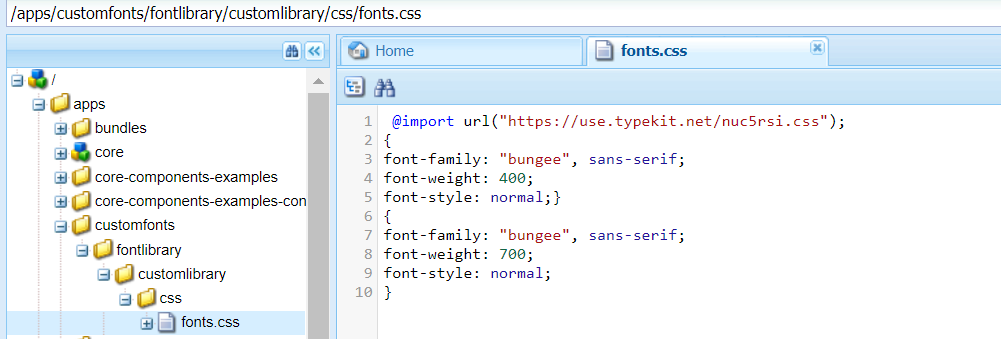 /apps/customfonts/fontlibrary/customlibrary/css/fonts.css
Home
fonts.css
/
apps
bundles
core
core-components-examples
core-components-examples-con
customfonts
fontlibrary
customlibrary
css
fonts.css
1 @import url("https://use.typekit.net/nuc5rsi.css");
2 {
3 font-family: "bungee", sans-serif;
4 font-weight: 400;
5 font-style: normal;}
6 {
7 font-family: "bungee", sans-serif;
8 font-weight: 700;
9 font-style: normal;
10 }